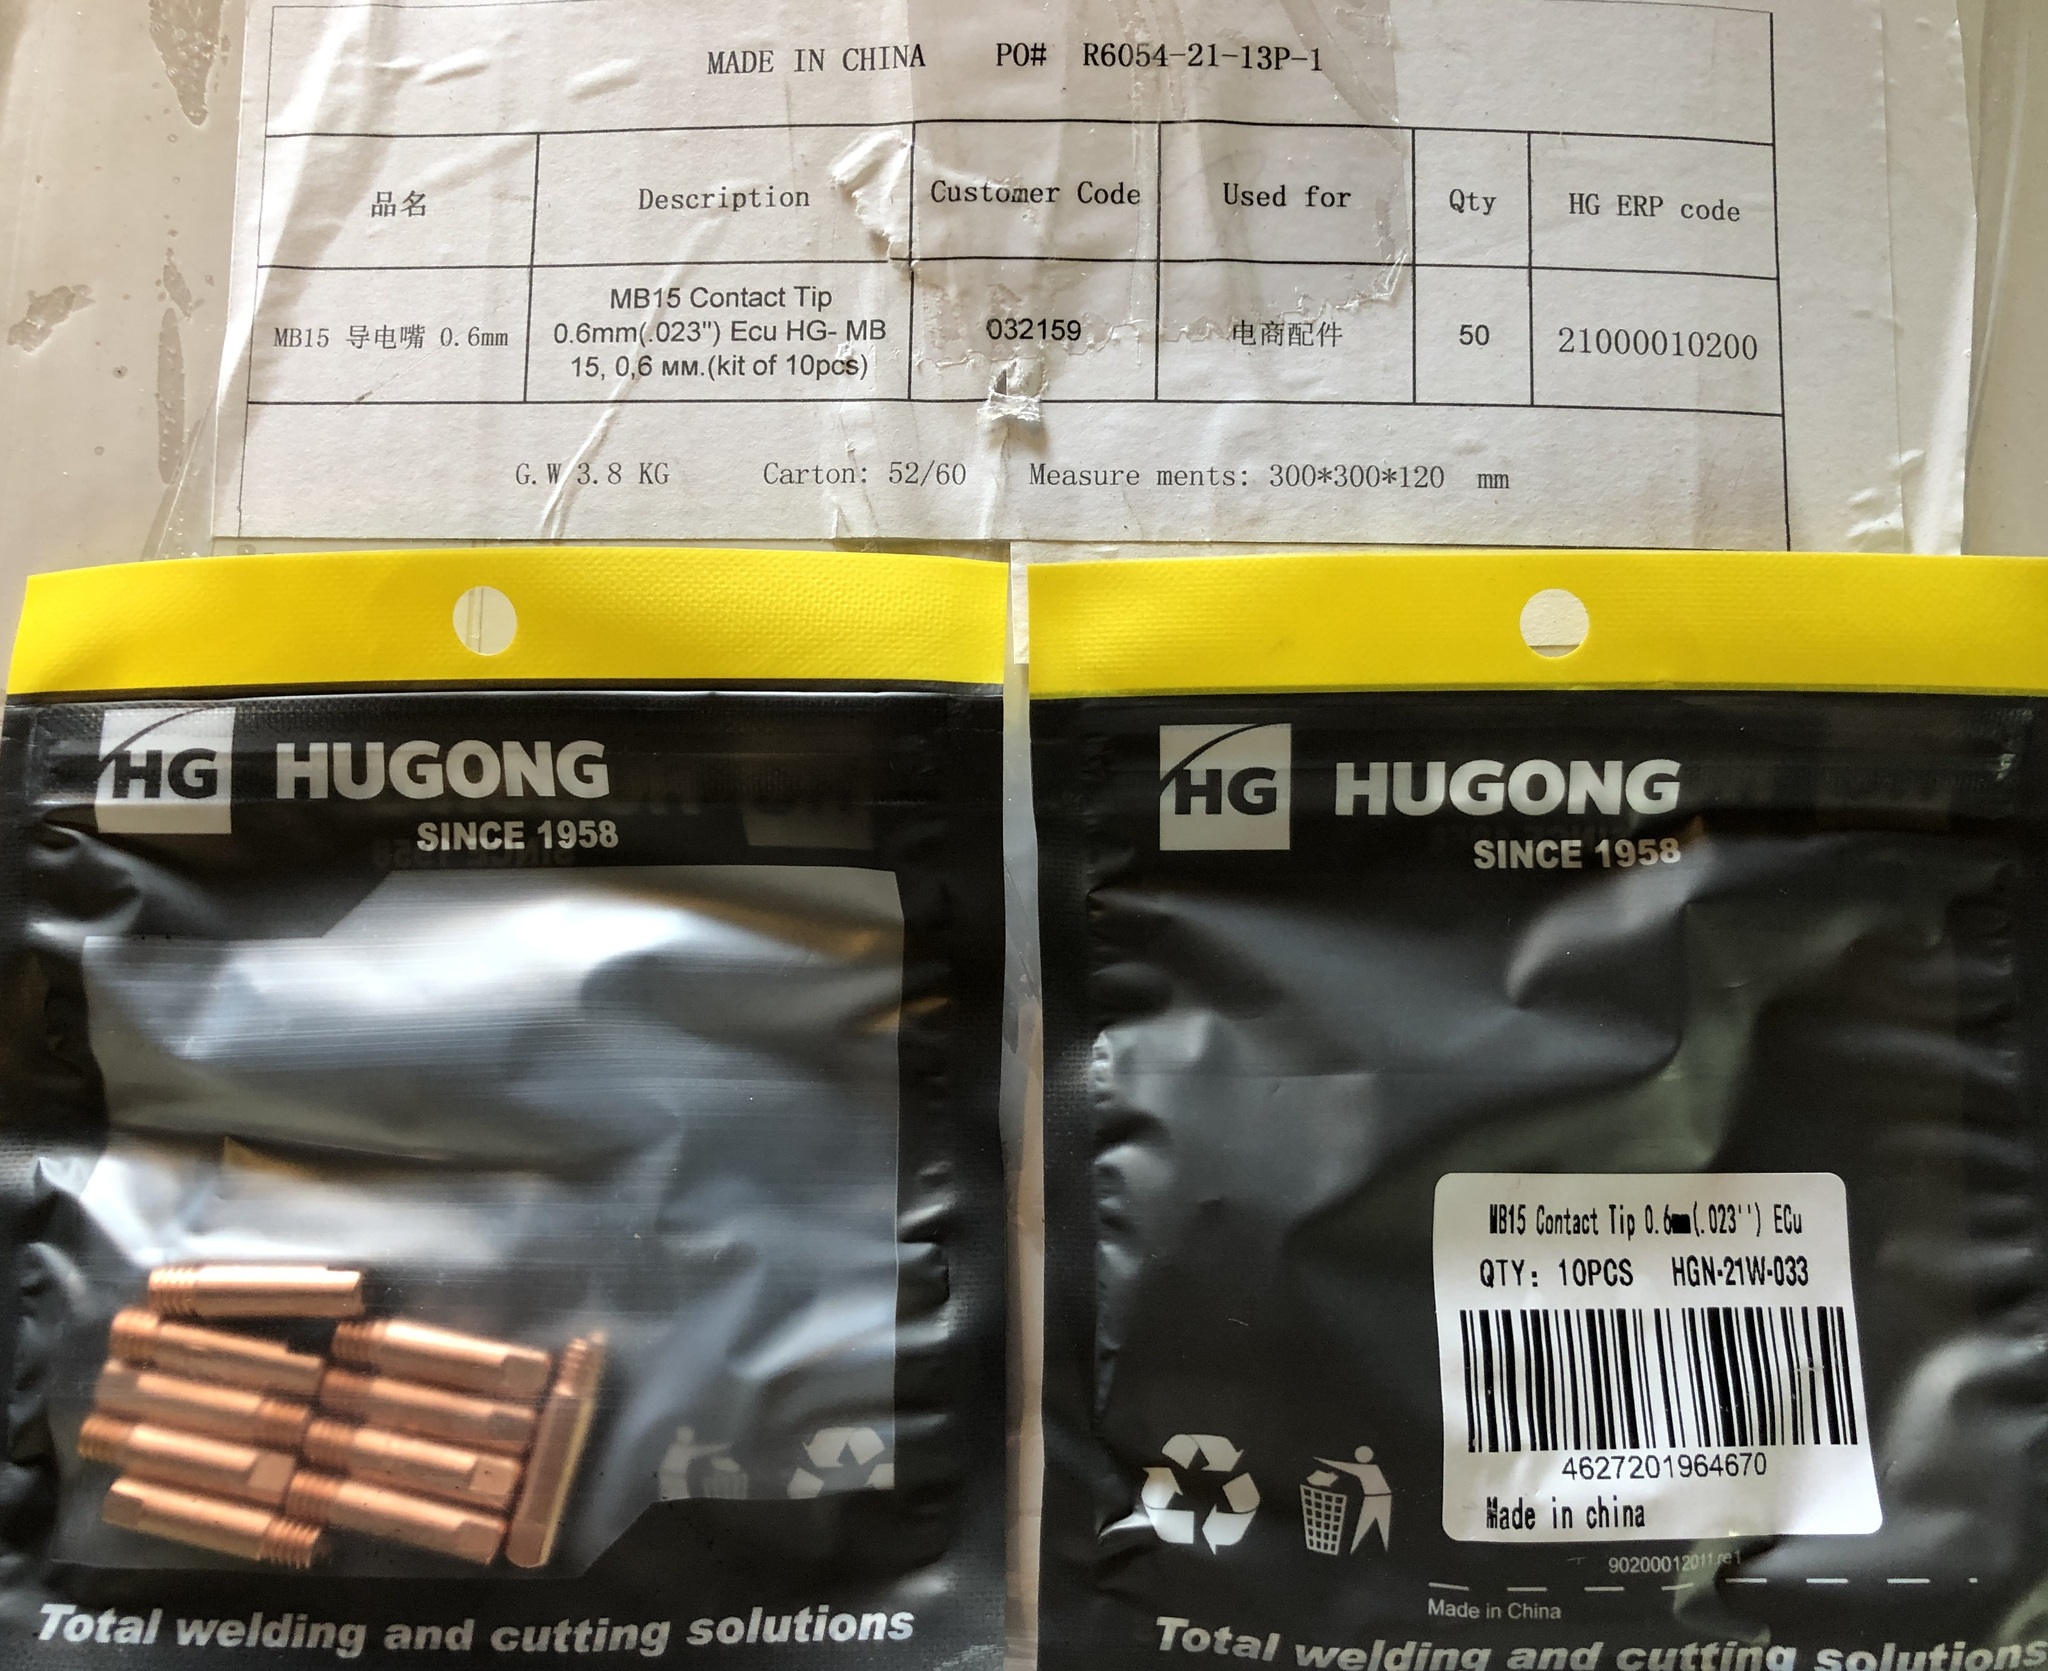 MADE IN CHINA PO# R6054-21-13P-1
品名 Description Customer Code Used for Qty HG ERP code
MB15 导电嘴 0.6mm
MB15 Contact Tip
0.6mm(.023") Ecu HG- MB
15, 0,6 мм.(kit of 10pcs)
032159
电商配件
50
21000010200
G.W 3.8 KG Carton: 52/60 Measure ments: 300*300*120 mm
HG HUGONG
SINCE 1958
Total welding and cutting solutions
HG HUGONG
SINCE 1958
MB15 Contact Tip 0.6mm(.023'') ECu
QTY: 10PCS HGN-21W-033
4627201964670
Made in china
90200012011.re1
Made in China
Total welding and cutting solutions